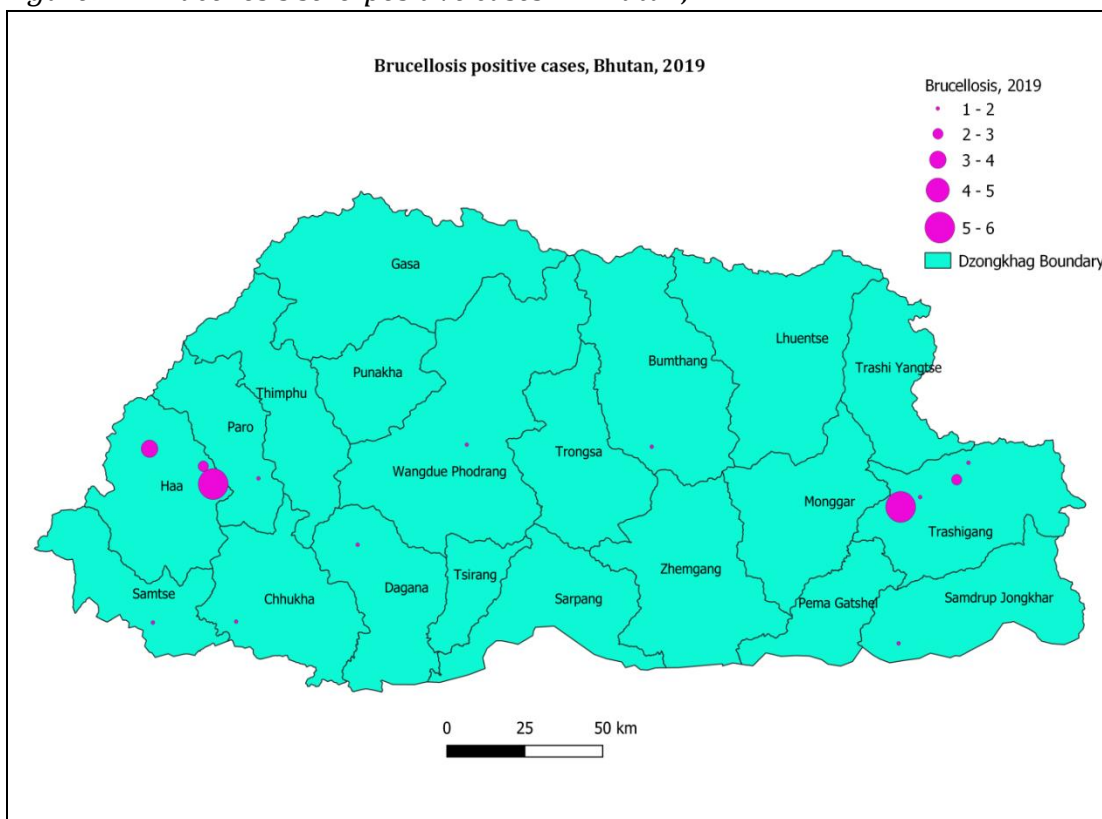 Brucellosis positive cases, Bhutan, 2019
Brucellosis, 2019
1 - 2
2 - 3
3 - 4
4 - 5
5 - 6
Dzongkhag Boundary
Gasa
Lhuentse
Bumthang
Trashi Yangtse
Punakha
Thimphu
Paro
Wangdue Phodrang
Trongsa
Haa
Monggar
Trashigang
Zhemgang
Tsirang
Dagana
Samtse
Chhukha
Sarpang
Pema Gatshel
Samdrup Jongkhar
0 25 50 km